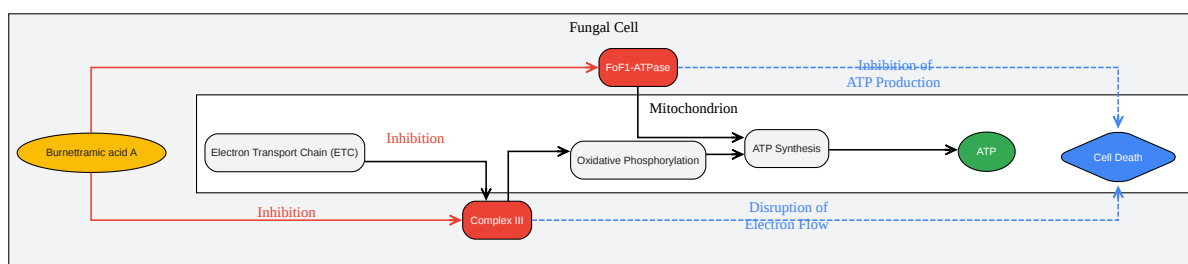 Fungal Cell
FoF1-ATPase
Inhibition of
ATP Production
Mitochondrion
Burnettramic acid A
Electron Transport Chain (ETC)
Inhibition
Oxidative Phosphorylation
ATP Synthesis
ATP
Cell Death
Inhibition
Complex III
Disruption of
Electron Flow